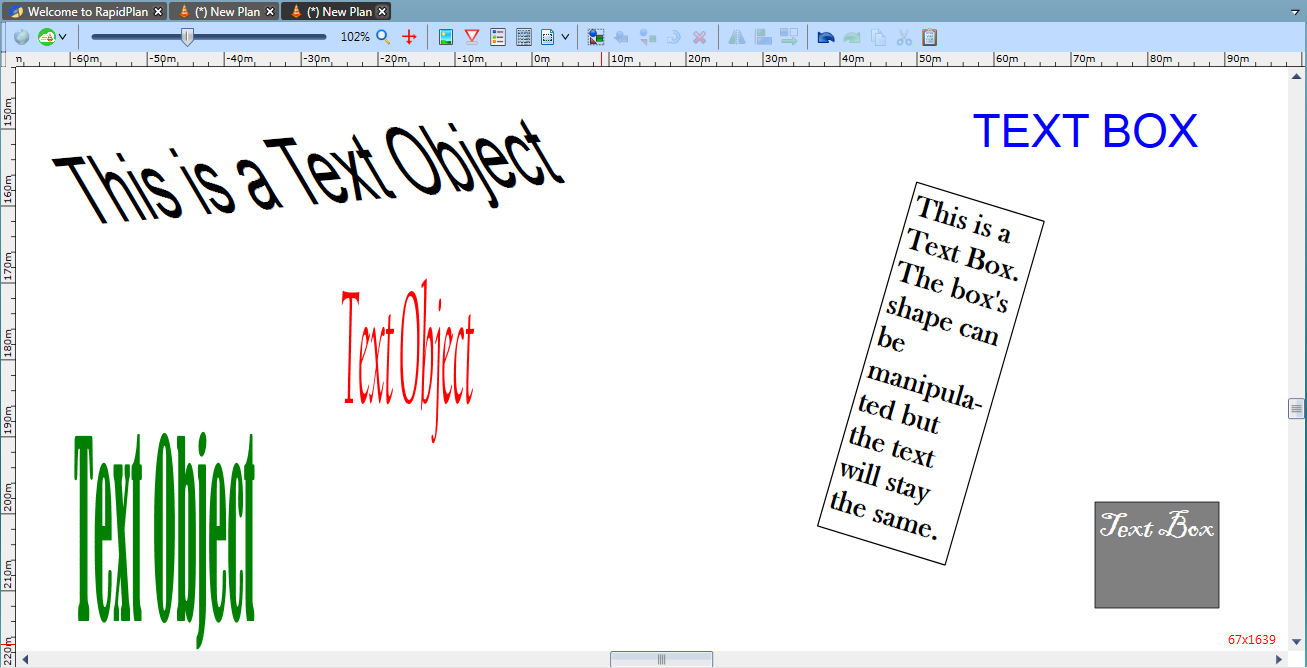 Welcome to RapidPlan
(*) New Plan
(*) New Plan
102%
m -60m -50m -40m -30m -20m -10m 0m 10m 20m 30m 40m 50m 60m 70m 80m 90m
150m
160m
170m
180m
190m
200m
210m
220m
This is a Text Object
TEXT BOX
This is a
Text Box.
The box's
shape can
be
manipula-
ted but
the text
will stay
the same.
Text Object
Text Object
Text Box
67x1639